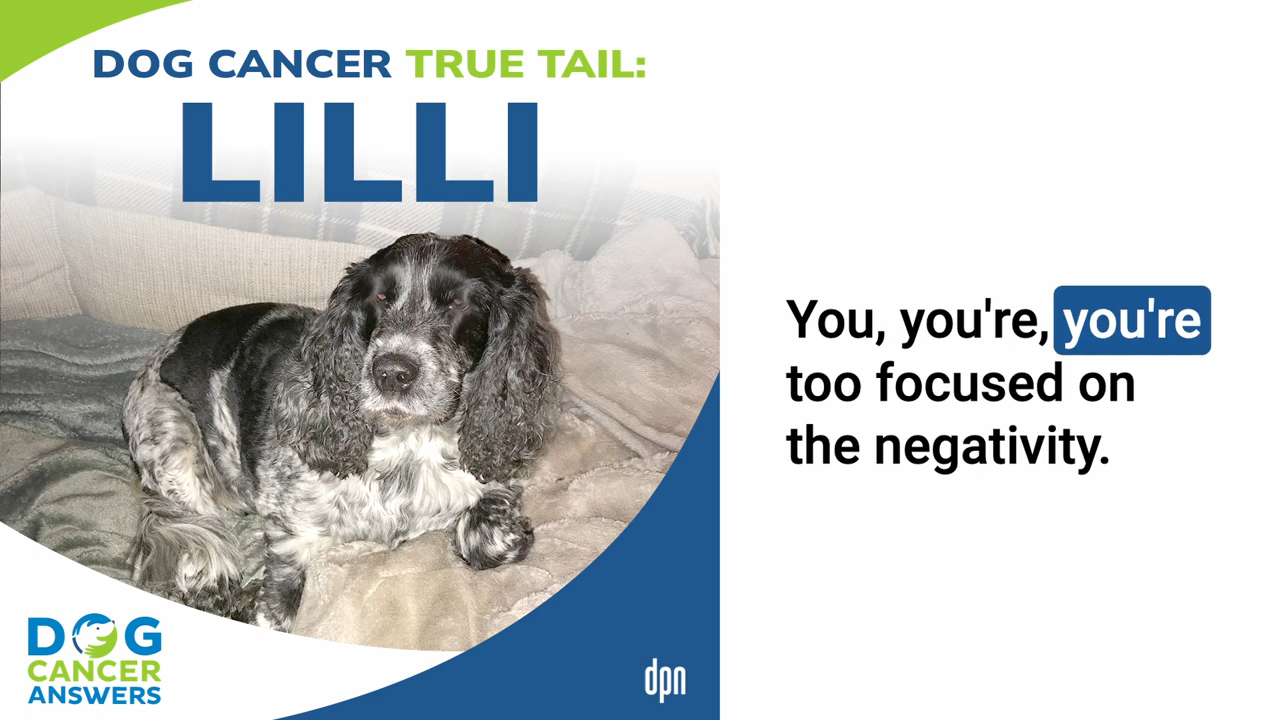 DOG CANCER TRUE TAIL:
LILLI
You, you're, you're
too focused on
the negativity.
DOG
CANCER
ANSWERS
dpn